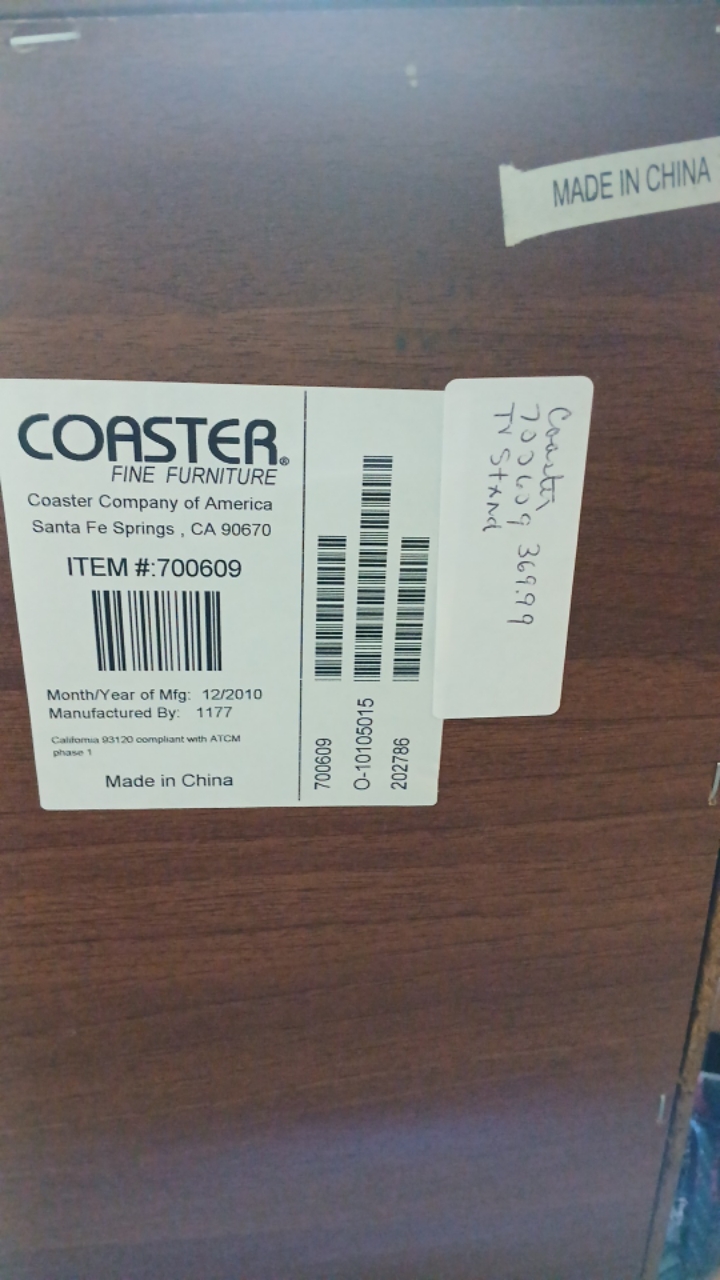 MADE IN CHINA
COASTER®
FINE FURNITURE
Coaster Company of America
Santa Fe Springs , CA 90670
ITEM #:700609
Month/Year of Mfg: 12/2010
Manufactured By: 1177
California 93120 compliant with ATCM
phase 1
Made in China
700609
O-10105015
202786
Coaster
700609 369.99
TV Stand